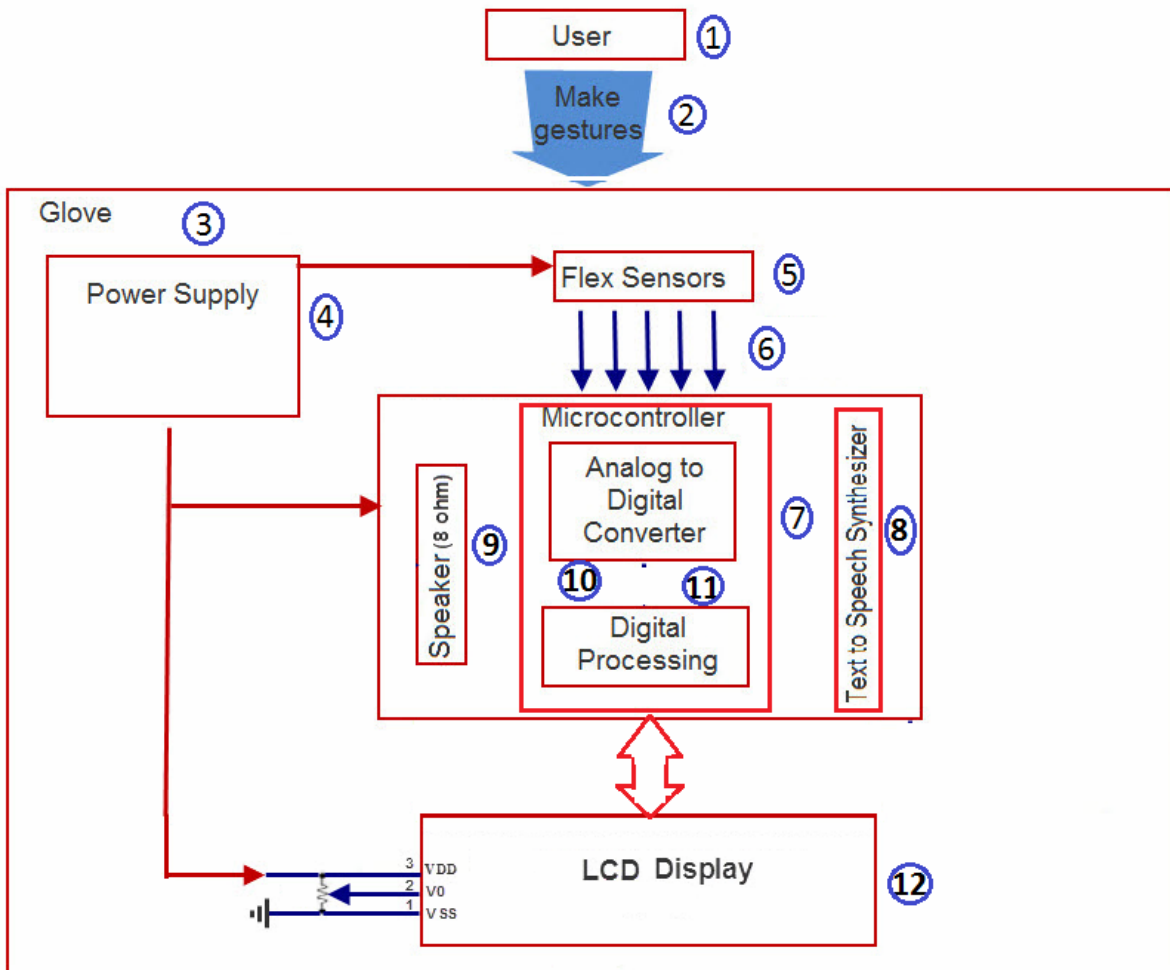 User
1
Make
gestures
2
Glove
3
Power Supply
4
Flex Sensors
5
6
Microcontroller
Analog to
Digital
Converter
7
Text to Speech Synthesizer
8
Speaker (8 ohm)
9
10
11
Digital
Processing
LCD Display
12
3
VDD
2
V0
1
VSS